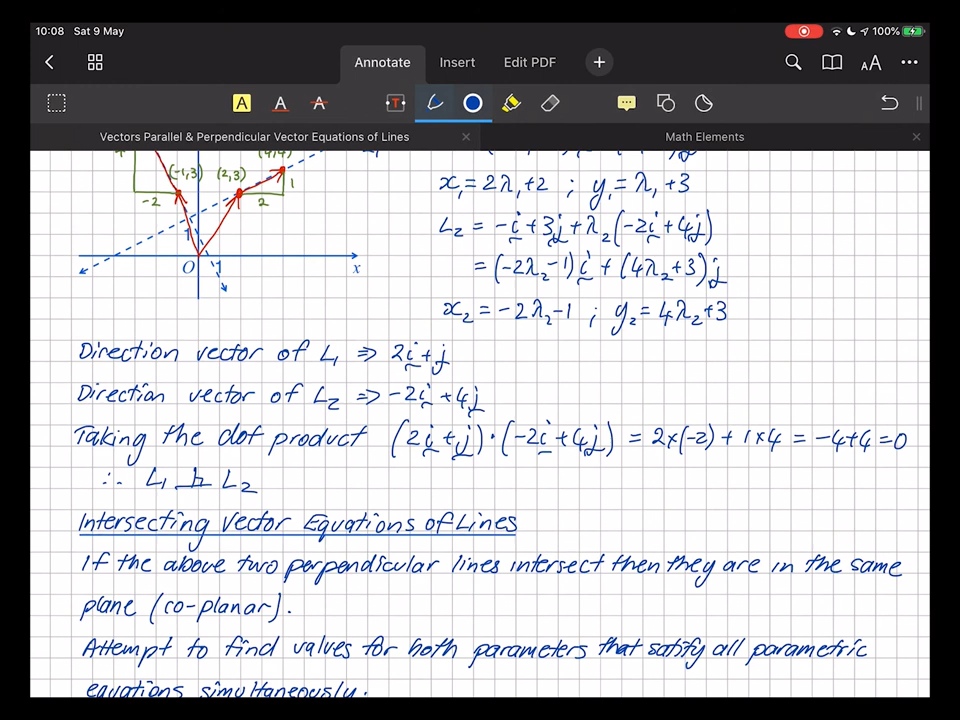 10:08 Sat 9 May
100%
Annotate Insert Edit PDF
Vectors Parallel & Perpendicular Vector Equations of Lines
Math Elements
(-1,3) (2,3)
-2 2 1
1
O 1 x
x₁=2λ₁+2 ; y₁=λ₁+3
L₂ = -i+3j+λ₂(-2i+4j)
= (-2λ₂-1)i + (4λ₂+3)j
x₂ = -2λ₂-1 ; y₂ = 4λ₂+3
Direction vector of L₁ ⇒ 2i+j
Direction vector of L₂ ⇒ -2i+4j
Taking the dot product (2i+j)·(-2i+4j) = 2×(-2)+1×4 = -4+4=0
∴ L₁ ⊥ L₂
Intersecting Vector Equations of Lines
If the above two perpendicular lines intersect then they are in the same
plane (co-planar).
Attempt to find values for both parameters that satify all parametric
equations simultaneously.